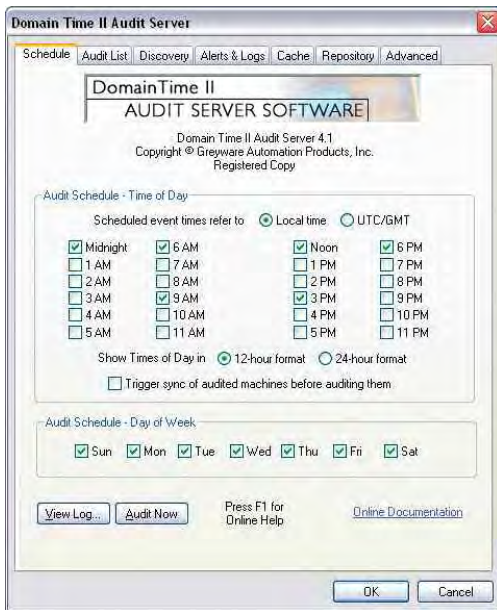 Domain Time II Audit Server
Schedule Audit List Discovery Alerts & Logs Cache Repository Advanced
DomainTime II
AUDIT SERVER SOFTWARE
Domain Time II Audit Server 4.1
Copyright © Greyware Automation Products, Inc.
Registered Copy
Audit Schedule - Time of Day
Scheduled event times refer to Local time UTC/GMT
Midnight 6 AM Noon 6 PM
1 AM 7 AM 1 PM 7 PM
2 AM 8 AM 2 PM 8 PM
3 AM 9 AM 3 PM 9 PM
4 AM 10 AM 4 PM 10 PM
5 AM 11 AM 5 PM 11 PM
Show Times of Day in 12-hour format 24-hour format
Trigger sync of audited machines before auditing them
Audit Schedule - Day of Week
Sun Mon Tue Wed Thu Fri Sat
View Log... Audit Now Press F1 for Online Documentation
Online Help
OK Cancel